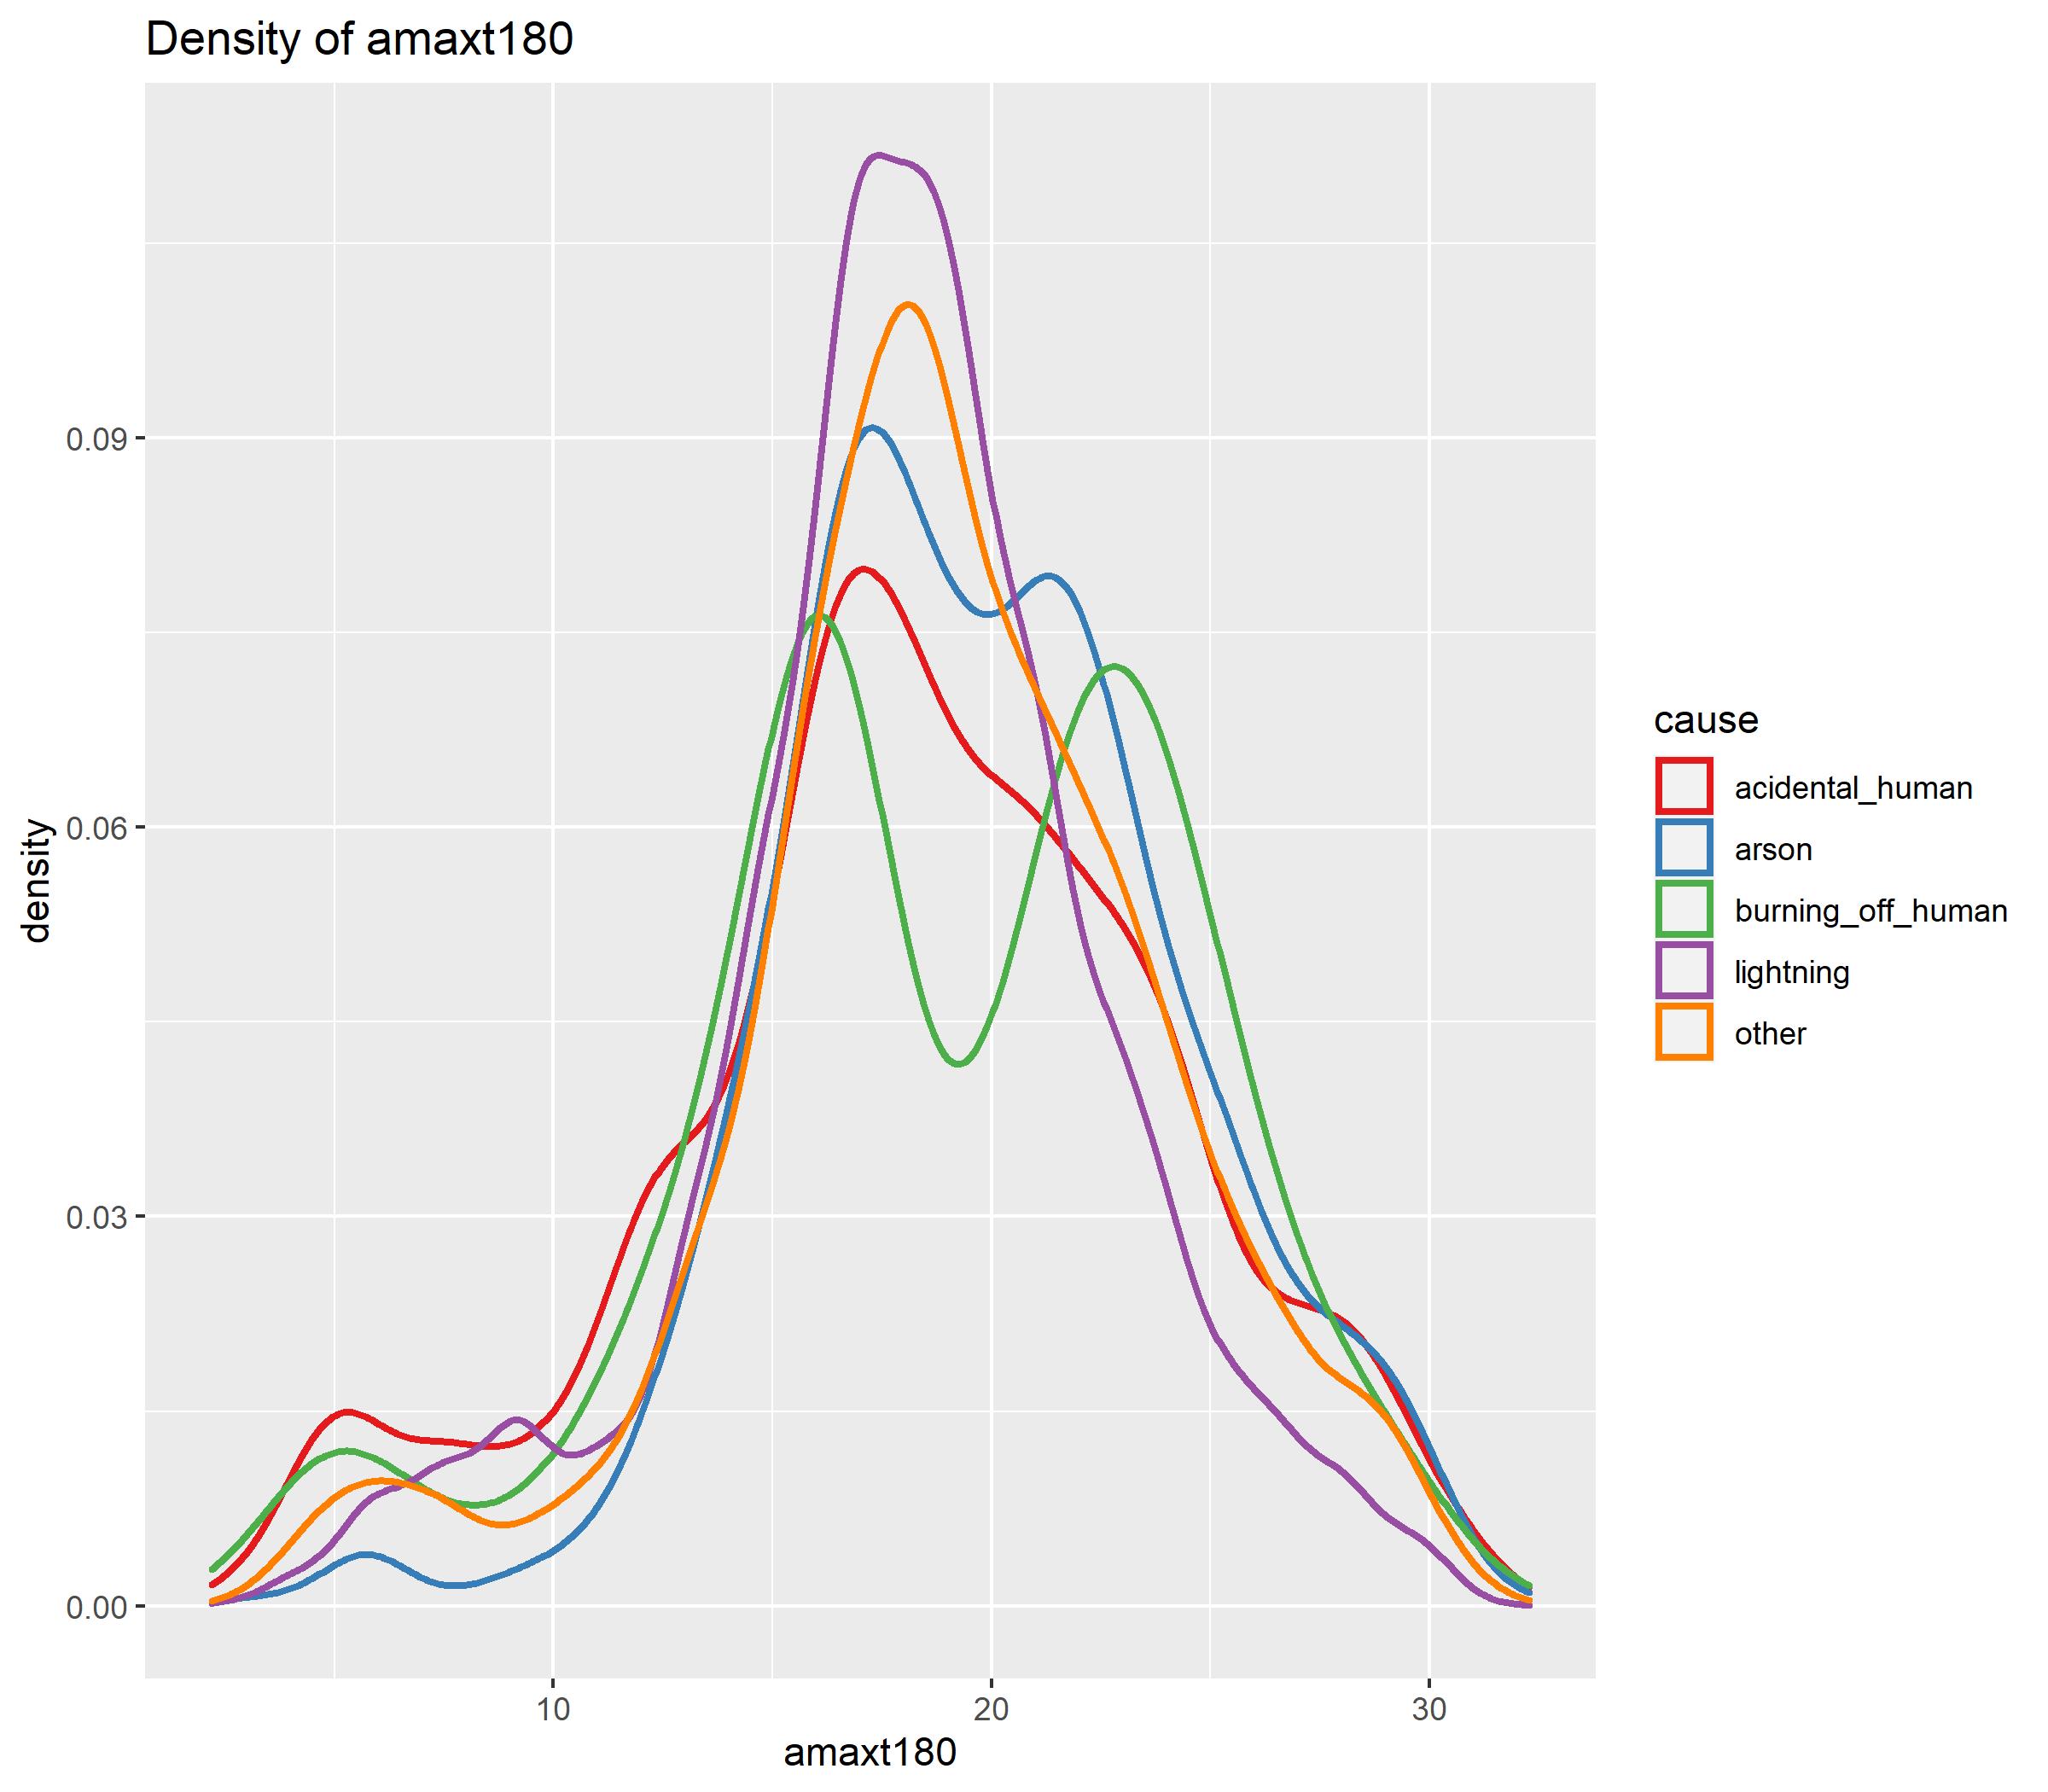 Density of amaxt180
density
0.09
0.06
0.03
0.00
10
20
30
amaxt180
cause
acidental_human
arson
burning_off_human
lightning
other